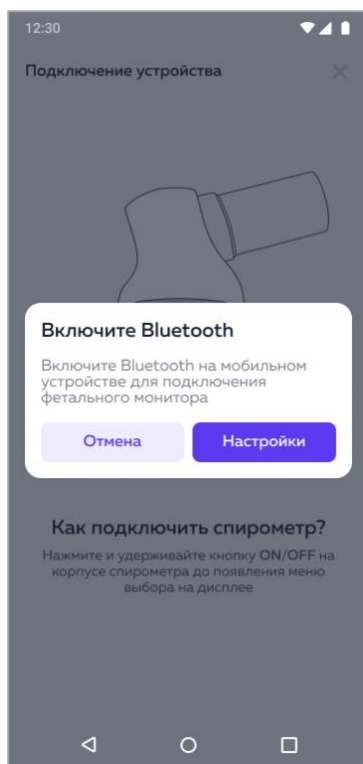 12:30
Подключение устройства
Включите Bluetooth
Включите Bluetooth на мобильном
устройстве для подключения
фетального монитора
Отмена
Настройки
Как подключить спирометр?
Нажмите и удерживайте кнопку ON/OFF на
корпусе спирометра до появления меню
выбора на дисплее